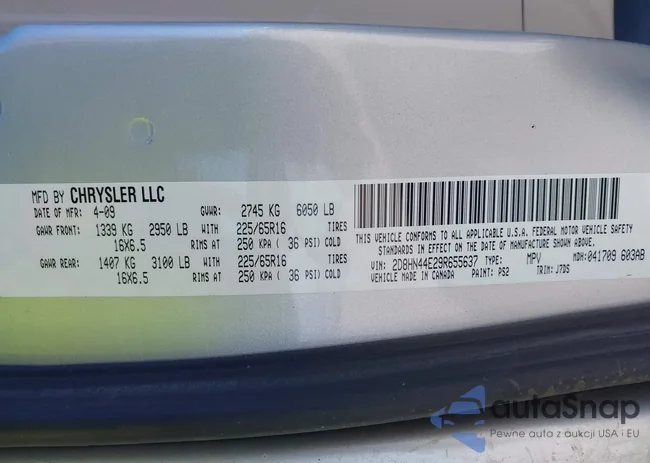 MFD BY CHRYSLER LLC
DATE OF MFR: 4-09 GVWR: 2745 KG 6050 LB
GAWR FRONT: 1339 KG 2950 LB WITH 225/65R16 TIRES
16X6.5 RIMS AT 250 KPA ( 36 PSI) COLD
GAWR REAR: 1407 KG 3100 LB WITH 225/65R16 TIRES
16X6.5 RIMS AT 250 KPA ( 36 PSI) COLD
THIS VEHICLE CONFORMS TO ALL APPLICABLE U.S.A. FEDERAL MOTOR VEHICLE SAFETY
STANDARDS IN EFFECT ON THE DATE OF MANUFACTURE SHOWN ABOVE.
VIN: 2D8HN44E29R655637 TYPE: MPV MDH: 041709 603AB
VEHICLE MADE IN CANADA PAINT: PS2 TRIM: J7DS
autoSnap
Pewne auta z aukcji USA i EU